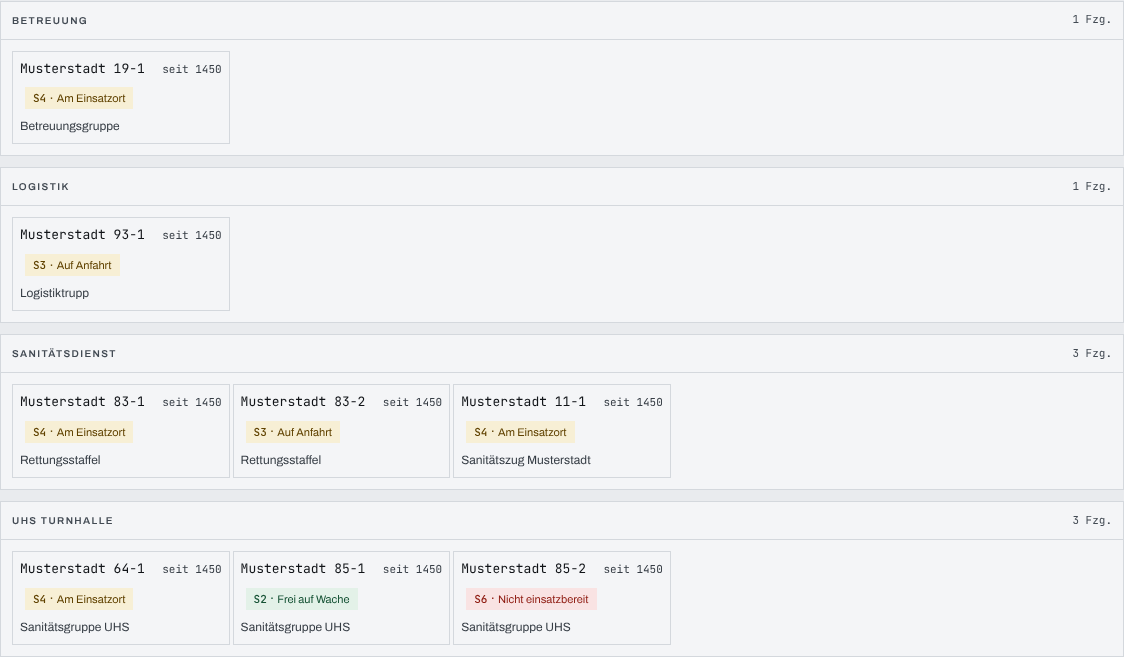 BETREUUNG 1 Fzg.
Musterstadt 19-1 seit 1450
S4 · Am Einsatzort
Betreuungsgruppe
LOGISTIK 1 Fzg.
Musterstadt 93-1 seit 1450
S3 · Auf Anfahrt
Logistiktrupp
SANITÄTSDIENST 3 Fzg.
Musterstadt 83-1 seit 1450
S4 · Am Einsatzort
Rettungsstaffel
Musterstadt 83-2 seit 1450
S3 · Auf Anfahrt
Rettungsstaffel
Musterstadt 11-1 seit 1450
S4 · Am Einsatzort
Sanitätszug Musterstadt
UHS TURNHALLE 3 Fzg.
Musterstadt 64-1 seit 1450
S4 · Am Einsatzort
Sanitätsgruppe UHS
Musterstadt 85-1 seit 1450
S2 · Frei auf Wache
Sanitätsgruppe UHS
Musterstadt 85-2 seit 1450
S6 · Nicht einsatzbereit
Sanitätsgruppe UHS